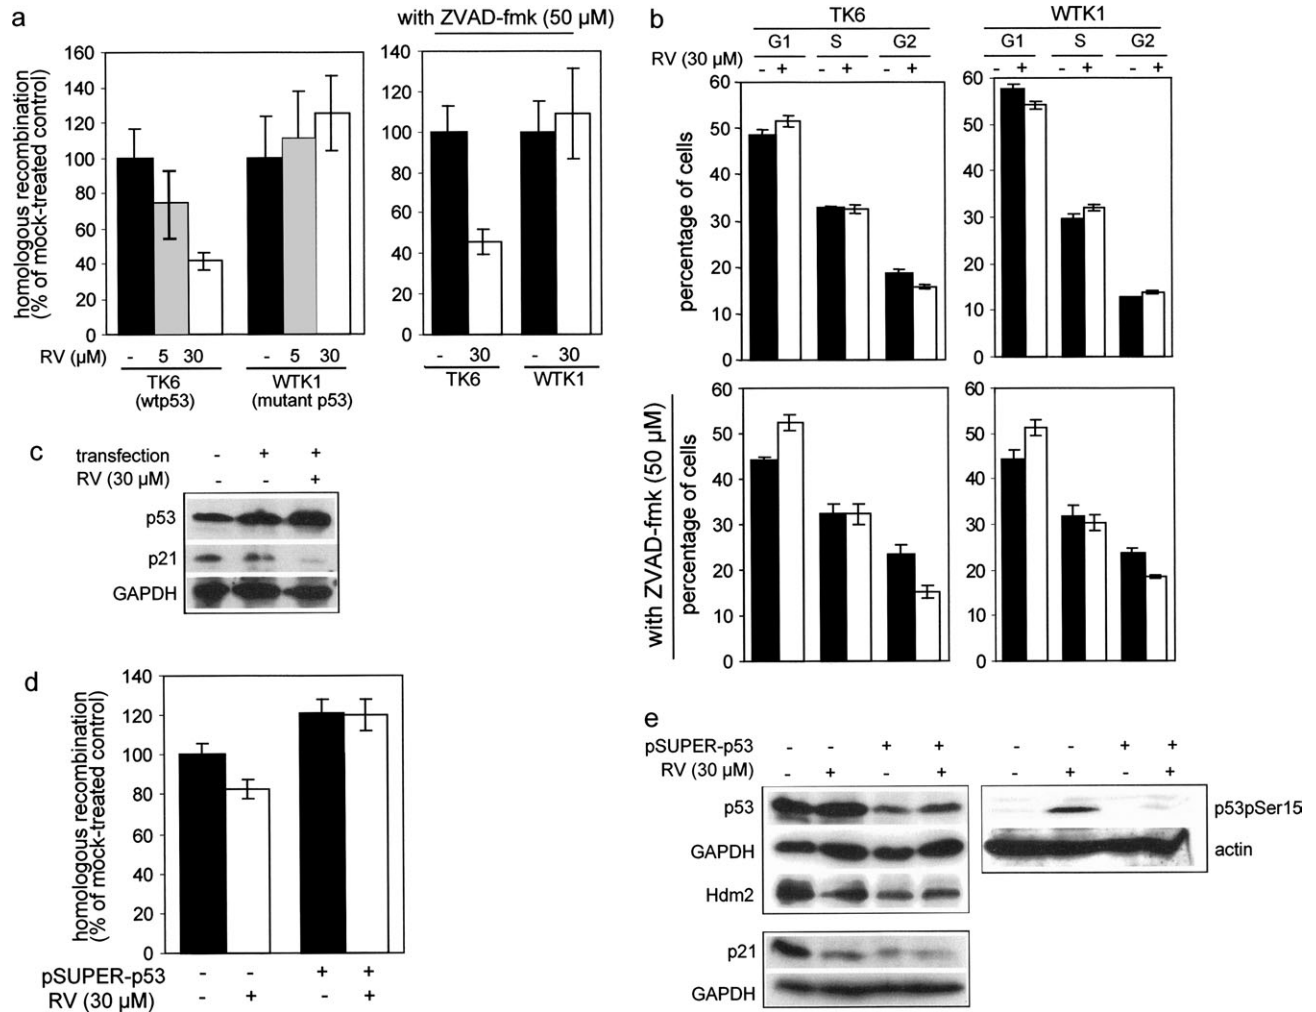 a
with ZVAD-fmk (50 µM)
homologous recombination
(% of mock-treated control)
160
140
120
100
80
60
40
20
0
140
120
100
80
60
40
20
0
RV (µM) - 5 30 - 5 30 - 30 - 30
TK6 WTK1 TK6 WTK1
(wtp53) (mutant p53)
b
TK6 WTK1
G1 S G2 G1 S G2
RV (30 µM) - + - + - + - + - + - +
percentage of cells
60
50
40
30
20
10
0
60
50
40
30
20
10
0
with ZVAD-fmk (50 µM)
percentage of cells
60
50
40
30
20
10
0
60
50
40
30
20
10
0
c
transfection - + +
RV (30 µM) - - +
p53
p21
GAPDH
d
homologous recombination
(% of mock-treated control)
140
120
100
80
60
40
20
0
pSUPER-p53 - - + +
RV (30 µM) - + - +
e
pSUPER-p53 - - + + - - + +
RV (30 µM) - + - + - + - +
p53 p53pSer15
GAPDH actin
Hdm2
p21
GAPDH